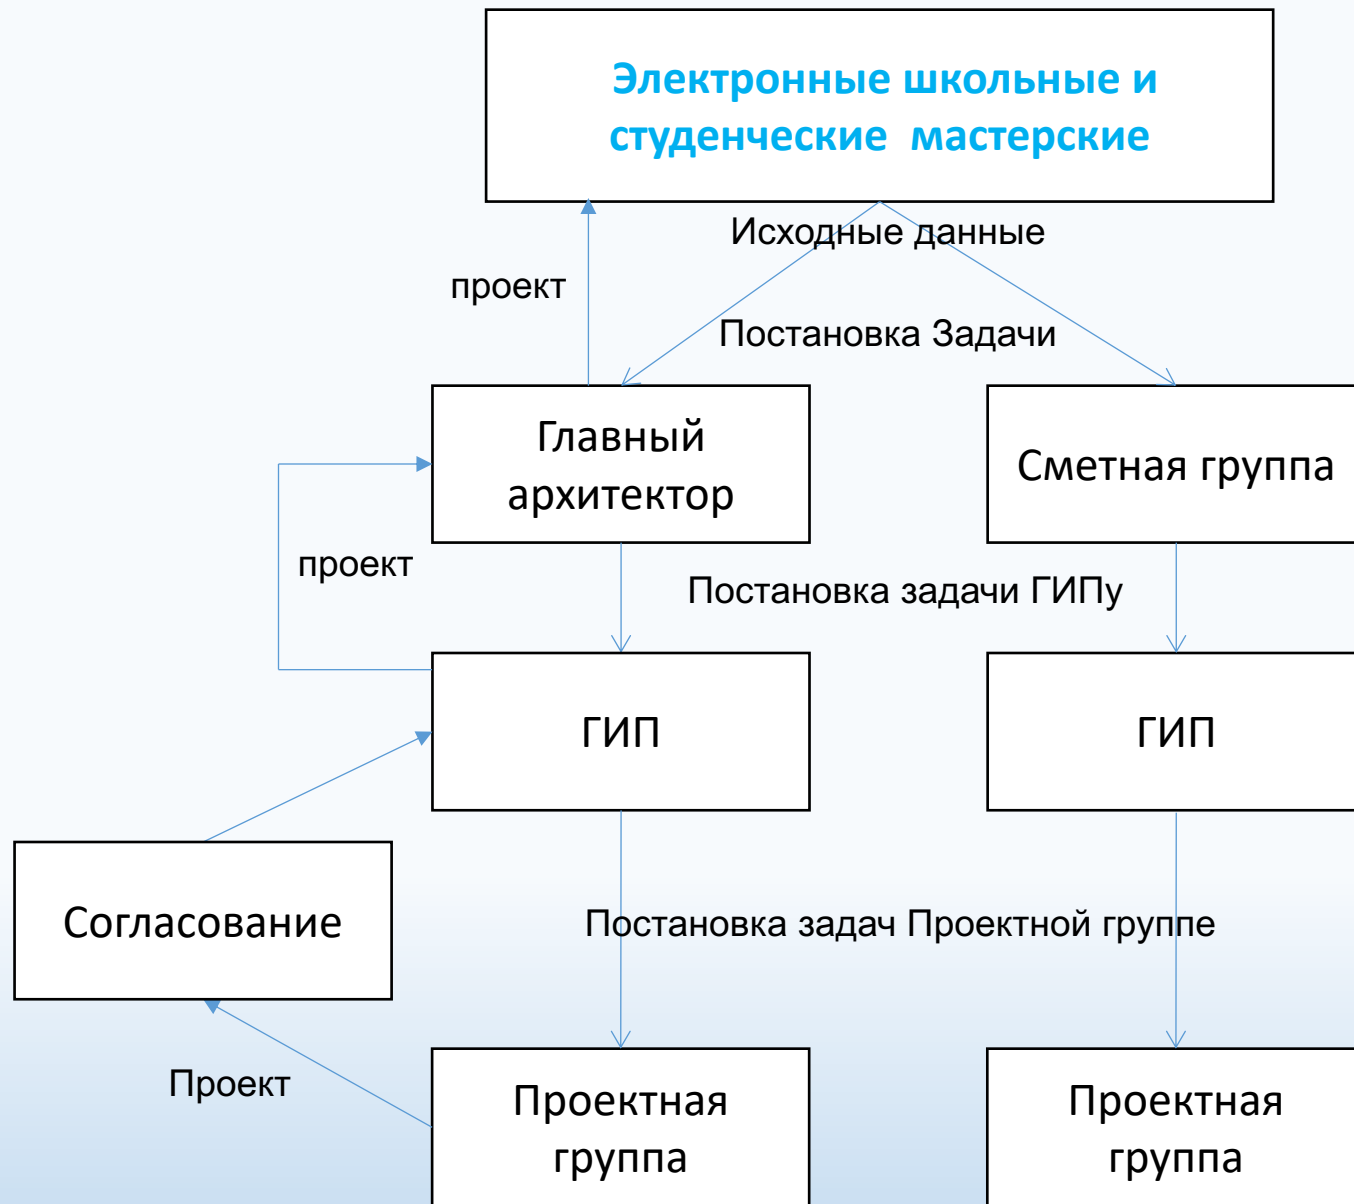 Электронные школьные и
студенческие мастерские
Исходные данные
проект
Постановка Задачи
Главный
архитектор
Сметная группа
проект
Постановка задачи ГИПу
ГИП
ГИП
Согласование
Постановка задач Проектной группе
Проект
Проектная
группа
Проектная
группа